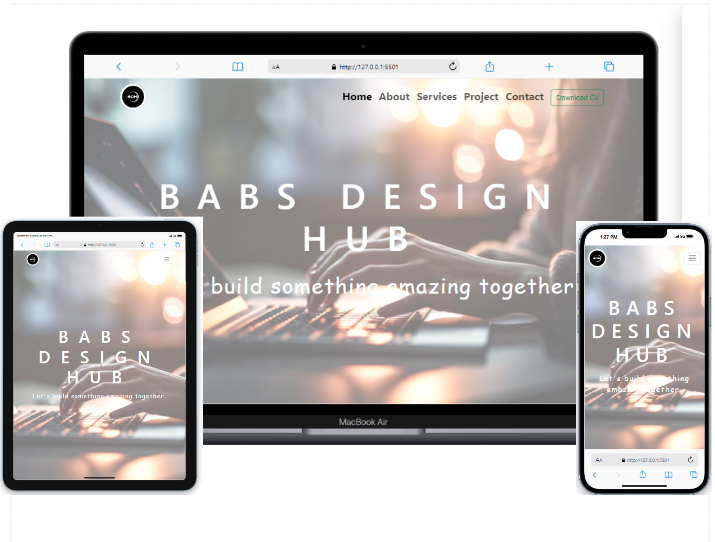 AA http://127.0.0.1:5501
Home About Services Project Contact Download CV
BABS DESIGN
HUB
build something amazing together
MacBook Air
BABS
DESIGN
HUB
Let's build something amazing together.
1:27 PM
BABS
DESIGN
HUB
Let's build something
amazing together.
AA http://127.0.0.1:5501